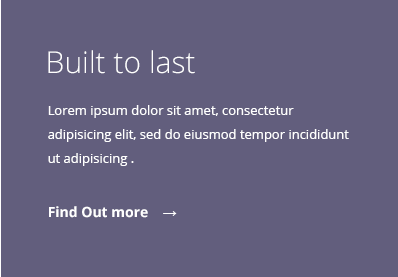 Built to last
Lorem ipsum dolor sit amet, consectetur
adipisicing elit, sed do eiusmod tempor incididunt
ut adipisicing .
Find Out more →